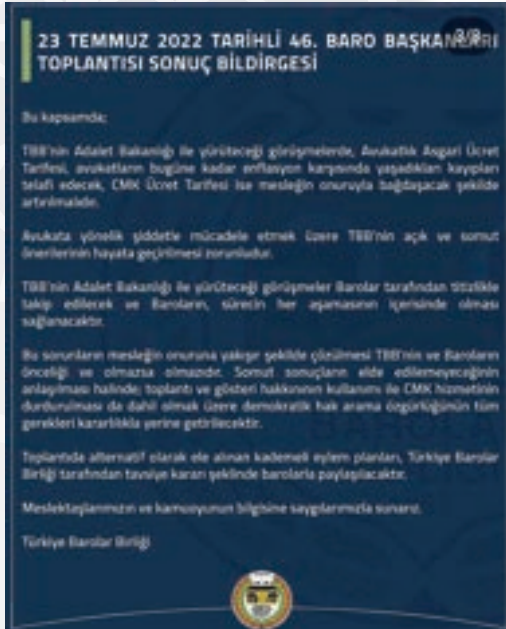 23 TEMMUZ 2022 TARİHLİ 46. BARO BAŞKANLARI
3/3
TOPLANTISI SONUÇ BİLDİRGESİ
Bu kapsamda;
TBB'nin Adalet Bakanlığı ile yürüteceği görüşmelerde, Avukatlık Asgari Ücret
Tarifesi, avukatların bugüne kadar enflasyon karşısında yaşadıkları kayıpları
telafi edecek, CMK Ücret Tarifesi ise mesleğin onuruyla bağdaşacak şekilde
artırılmalıdır.
Avukata yönelik şiddetle mücadele etmek üzere TBB'nin açık ve somut
önerilerinin hayata geçirilmesi zorunludur.
TBB'nin Adalet Bakanlığı ile yürüteceği görüşmeler Barolar tarafından titizlikle
takip edilecek ve Baroların, sürecin her aşamasının içerisinde olması
sağlanacaktır.
Bu sorunların mesleğin onuruna yakışır şekilde çözülmesi TBB'nin ve Baroların
önceliği ve olmazsa olmazıdır. Somut sonuçların elde edilemeyeceğinin
anlaşılması halinde; toplantı ve gösteri hakkının kullanımı ile CMK hizmetinin
durdurulması da dahil olmak üzere demokratik hak arama özgürlüğünün tüm
gerekleri kararlılıkla yerine getirilecektir.
Toplantıda alternatif olarak ele alınan kademeli eylem planları, Türkiye Barolar
Birliği tarafından tavsiye kararı şeklinde barolarla paylaşılacaktır.
Meslektaşlarımızın ve kamuoyunun bilgisine saygılarımızla sunarız.
Türkiye Barolar Birliği